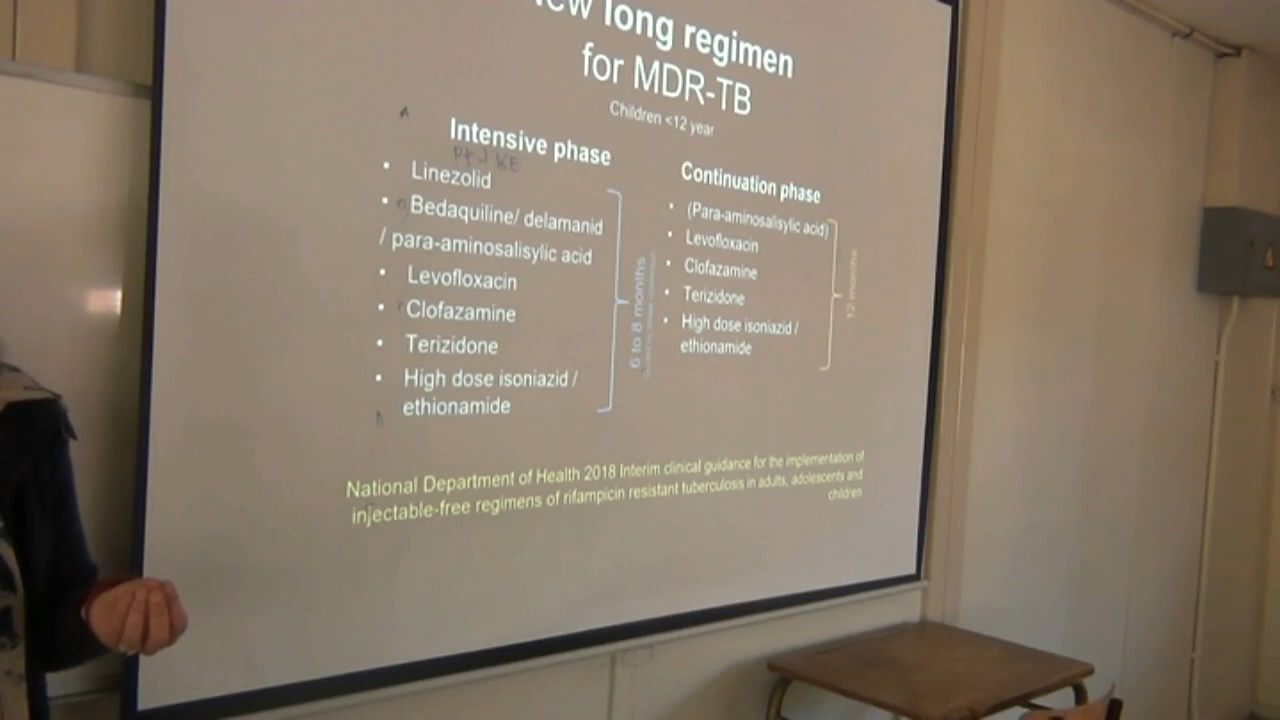 long regimen
for MDR-TB
Children <12 year
Intensive phase
• Linezolid
• Bedaquiline/ delamanid
/ para-aminosalisylic acid
• Levofloxacin
• Clofazamine
• Terizidone
• High dose isoniazid /
ethionamide
6 to 8 months
Continuation phase
• (Para-aminosalisylic acid)
• Levofloxacin
• Clofazamine
• Terizidone
• High dose isoniazid /
ethionamide
12 months
National Department of Health 2018 Interim clinical guidance for the implementation of
injectable-free regimens of rifampicin resistant tuberculosis in adults, adolescents and
children